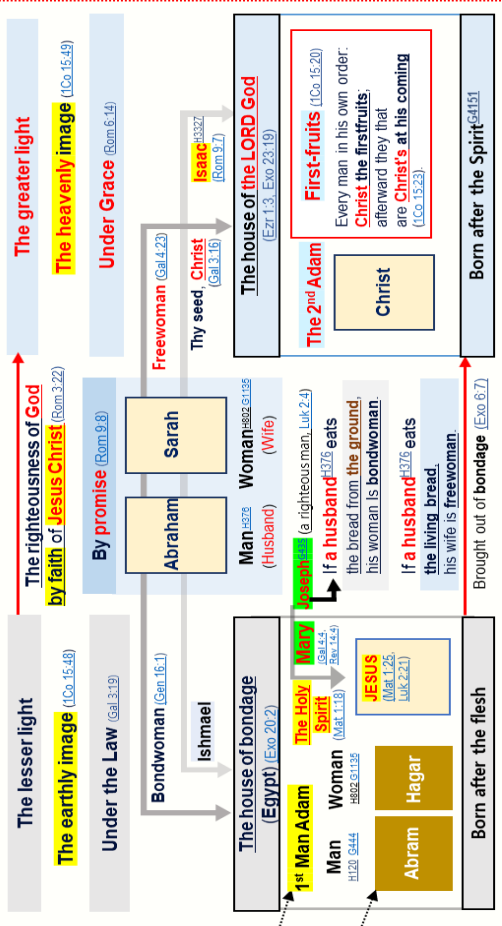 The lesser light
The righteousness of God
by faith of Jesus Christ (Rom 3:22)
The greater light
The earthly image (1Co 15:48)
The heavenly image (1Co 15:49)
Under the Law (Gal 3:19)
By promise (Rom 9:8)
Under Grace (Rom 6:14)
Bondwoman (Gen 16:1)
Abraham
Sarah
Freewoman (Gal 4:23)
Ishmael
Thy seed, Christ
(Gal 3:16)
Isaac H3327
(Rom 9:7)
Man H376
(Husband)
Woman H802 G1135
(Wife)
The house of bondage
(Egypt) (Exo 20:2)
The house of the LORD God
(Ezr 1:3, Exo 23:19)
1st Man Adam
The Holy
Spirit
(Mat 1:18)
Mary
(Gal 4:4,
Rev 14:4)
Joseph G435 (a righteous man, Luk 2:4)
Man
H120 G444
Woman
H802 G1135
JESUS
(Mat 1:25,
Luk 2:21)
Abram
Hagar
If a husband H376 eats
the bread from the ground,
his woman Is bondwoman.
If a husband H376 eats
the living bread,
his wife is freewoman.
The 2nd Adam
Christ
First-fruits (1Co 15:20)
Every man in his own order:
Christ the firstfruits;
afterward they that
are Christ's at his coming
(1Co 15:23).
Born after the flesh
Brought out of bondage (Exo 6:7)
Born after the Spirit G4151